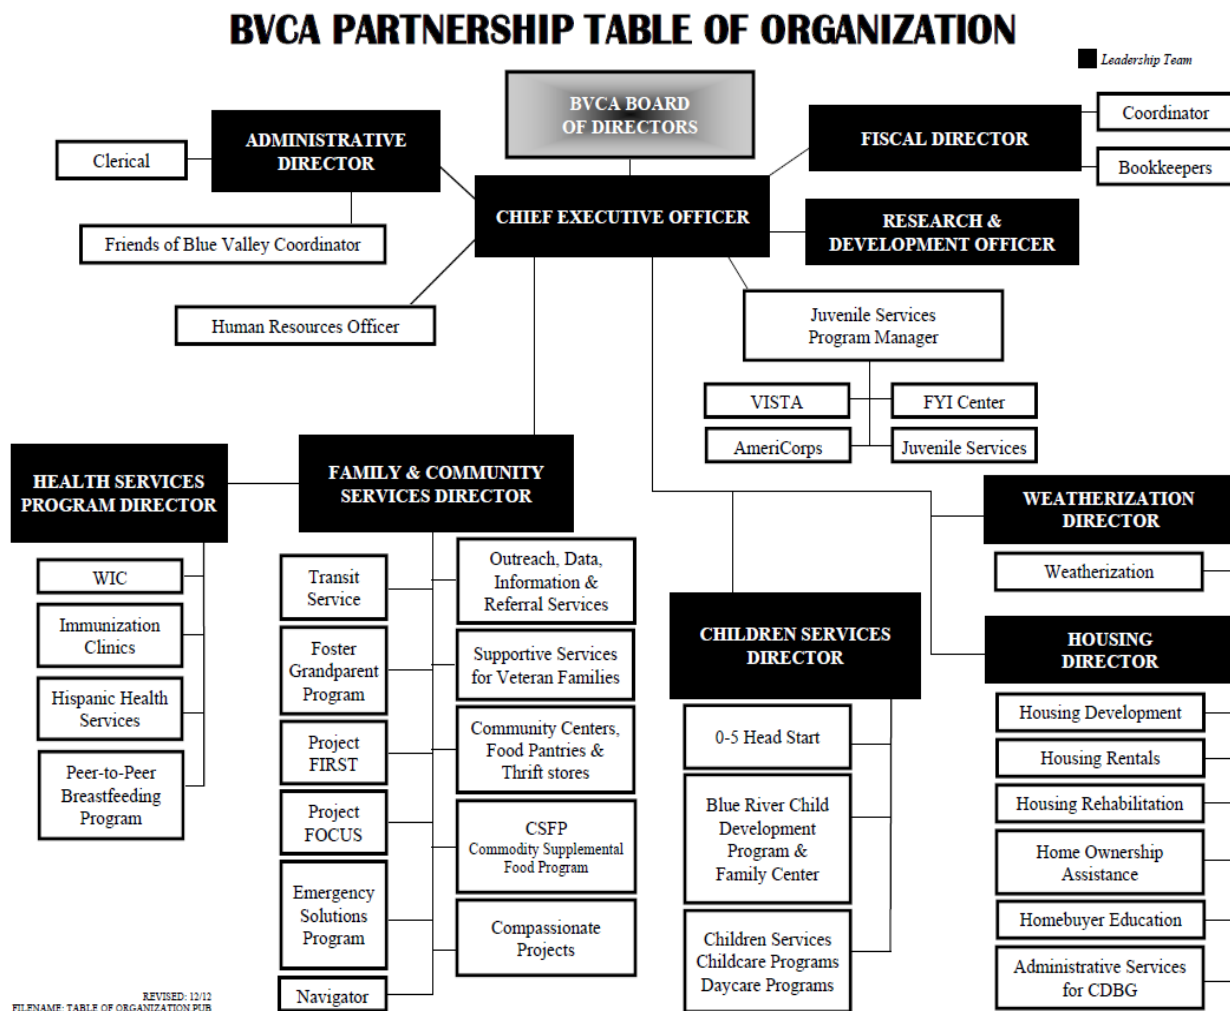 BVCA PARTNERSHIP TABLE OF ORGANIZATION
Leadership Team
BVCA BOARD
OF DIRECTORS
ADMINISTRATIVE
DIRECTOR
Clerical
Friends of Blue Valley Coordinator
Human Resources Officer
CHIEF EXECUTIVE OFFICER
FISCAL DIRECTOR
Coordinator
Bookkeepers
RESEARCH &
DEVELOPMENT OFFICER
Juvenile Services
Program Manager
VISTA
FYI Center
AmeriCorps
Juvenile Services
HEALTH SERVICES
PROGRAM DIRECTOR
WIC
Immunization
Clinics
Hispanic Health
Services
Peer-to-Peer
Breastfeeding
Program
FAMILY & COMMUNITY
SERVICES DIRECTOR
Transit
Service
Foster
Grandparent
Program
Project
FIRST
Project
FOCUS
Emergency
Solutions
Program
Navigator
Outreach, Data,
Information &
Referral Services
Supportive Services
for Veteran Families
Community Centers,
Food Pantries &
Thrift stores
CSFP
Commodity Supplemental
Food Program
Compassionate
Projects
CHILDREN SERVICES
DIRECTOR
0-5 Head Start
Blue River Child
Development
Program &
Family Center
Children Services
Childcare Programs
Daycare Programs
WEATHERIZATION
DIRECTOR
Weatherization
HOUSING
DIRECTOR
Housing Development
Housing Rentals
Housing Rehabilitation
Home Ownership
Assistance
Homebuyer Education
Administrative Services
for CDBG
REVISED: 12/12
FILENAME: TABLE OF ORGANIZATION.PUB